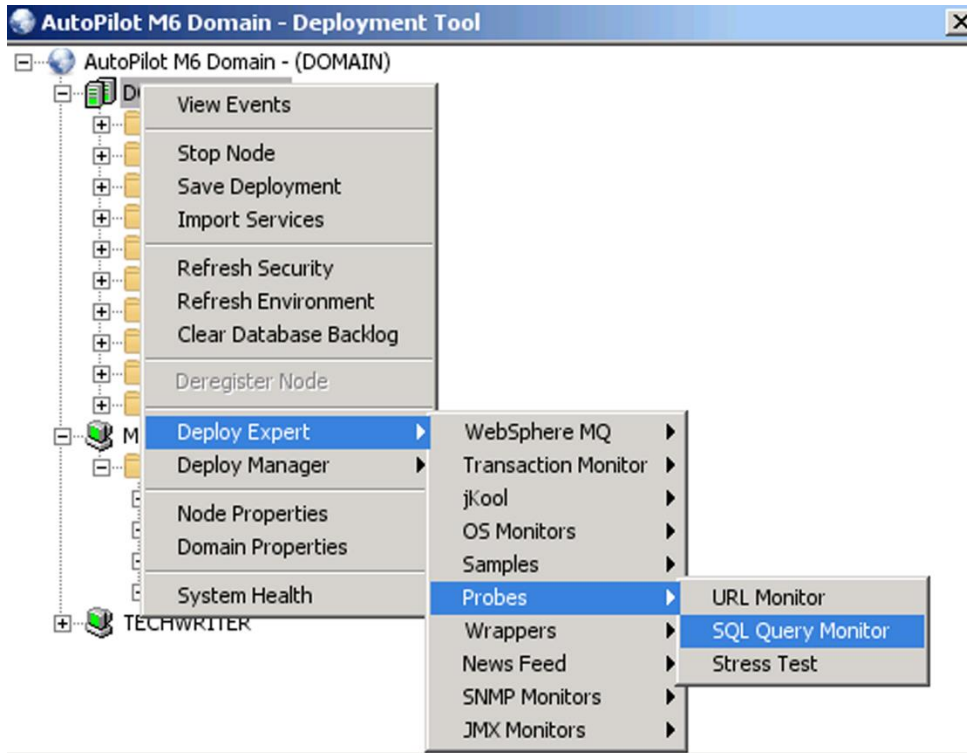 AutoPilot M6 Domain - Deployment Tool
AutoPilot M6 Domain - (DOMAIN)
View Events
Stop Node
Save Deployment
Import Services
Refresh Security
Refresh Environment
Clear Database Backlog
Deregister Node
Deploy Expert
Deploy Manager
Node Properties
Domain Properties
System Health
WebSphere MQ
Transaction Monitor
jKool
OS Monitors
Samples
Probes
Wrappers
News Feed
SNMP Monitors
JMX Monitors
URL Monitor
SQL Query Monitor
Stress Test
M
TECHWRITER